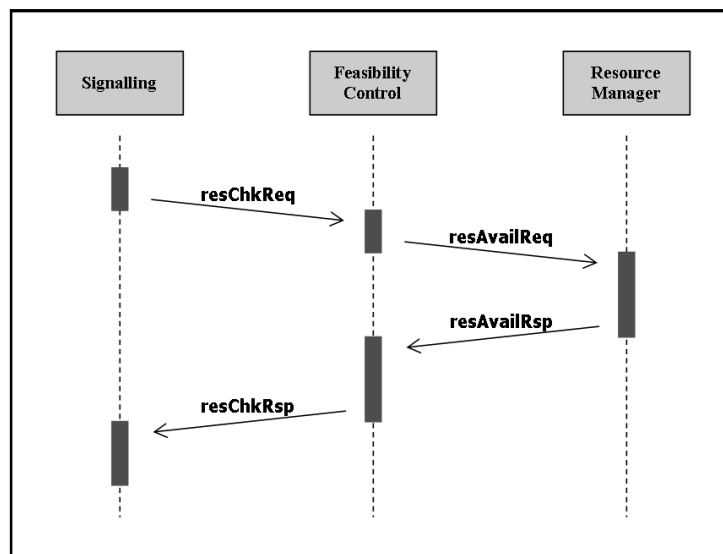 Signalling
Feasibility
Control
Resource
Manager
resChkReq
resAvailReq
resAvailRsp
resChkRsp